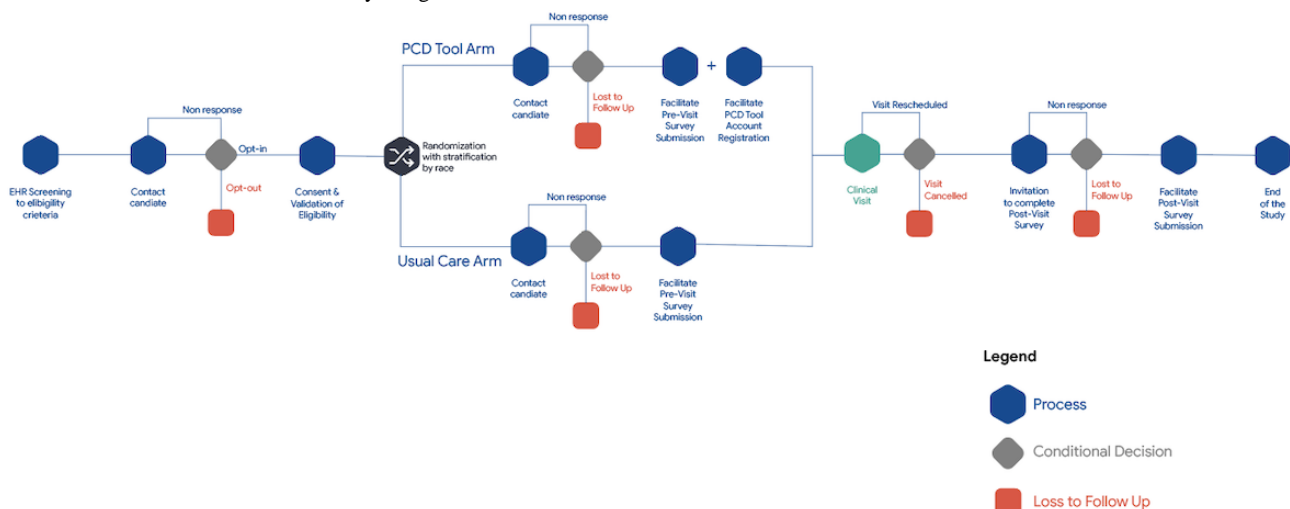 Non response
PCD Tool Arm
Contact
candiate
Lost to
Follow Up
Facilitate
Pre-Visit
Survey
Submission
+
Facilitate
PCD Tool
Account
Registration
Non response
Opt-in
Opt-out
EHR Screening
to elibigility
crieteria
Contact
candiate
Consent &
Validation of
Eligibility
Randomization
with stratification
by race
Non response
Usual Care Arm
Contact
candiate
Lost to
Follow Up
Facilitate
Pre-Visit
Survey
Submission
Visit Rescheduled
Clinical
Visit
Visit
Cancelled
Non response
Invitation
to complete
Post-Visit
Survey
Lost to
Follow Up
Facilitate
Post-Visit
Survey
Submission
End
of the
Study
Legend
Process
Conditional Decision
Loss to Follow Up